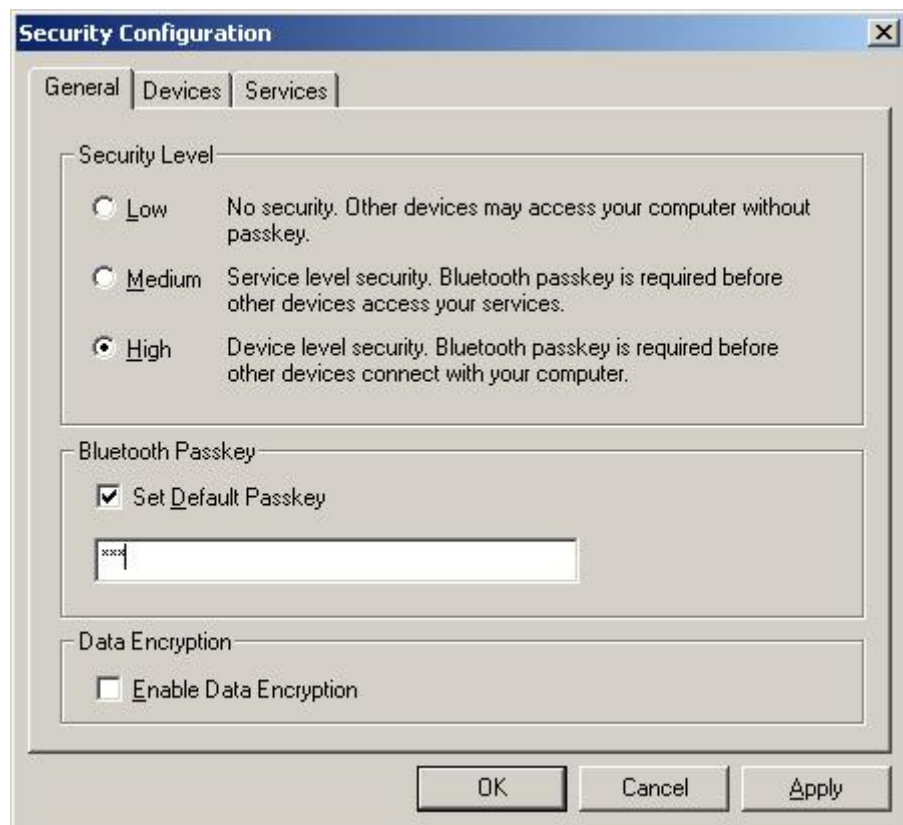 Security Configuration
General Devices Services
Security Level
Low No security. Other devices may access your computer without
passkey.
Medium Service level security. Bluetooth passkey is required before
other devices access your services.
High Device level security. Bluetooth passkey is required before
other devices connect with your computer.
Bluetooth Passkey
Set Default Passkey
***
Data Encryption
Enable Data Encryption
OK Cancel Apply